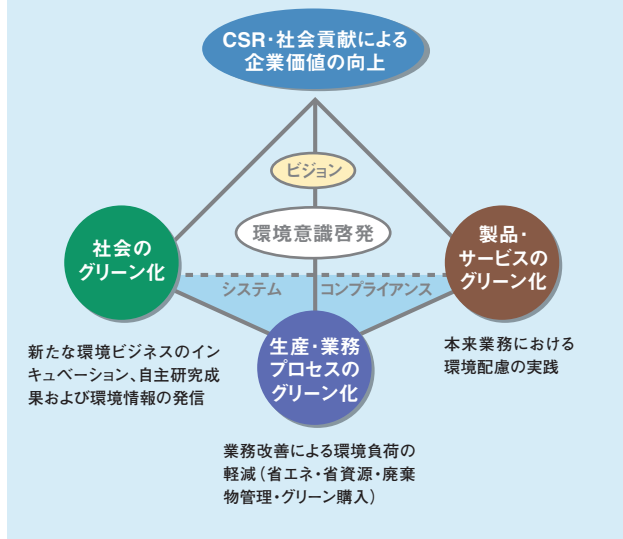 CSR・社会貢献による
企業価値の向上
ビジョン
環境意識啓発
社会の
グリーン化
製品・
サービスの
グリーン化
システム
コンプライアンス
生産・業務
プロセスの
グリーン化
新たな環境ビジネスのイン
キュベーション、自主研究成
果および環境情報の発信
本来業務における
環境配慮の実践
業務改善による環境負荷の
軽減（省エネ・省資源・廃棄
物管理・グリーン購入）